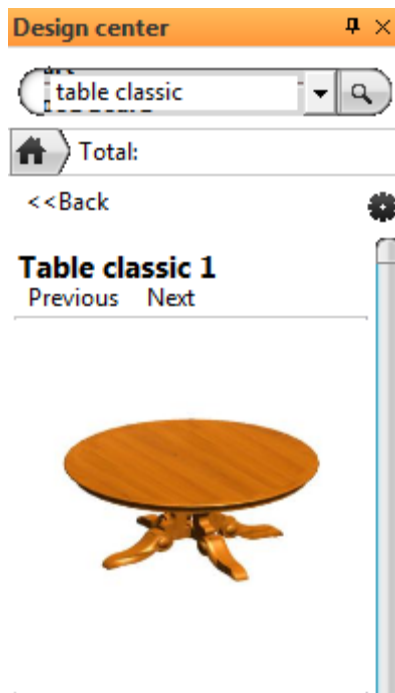 Design center
table classic
Total:
<<Back
Table classic 1
Previous Next